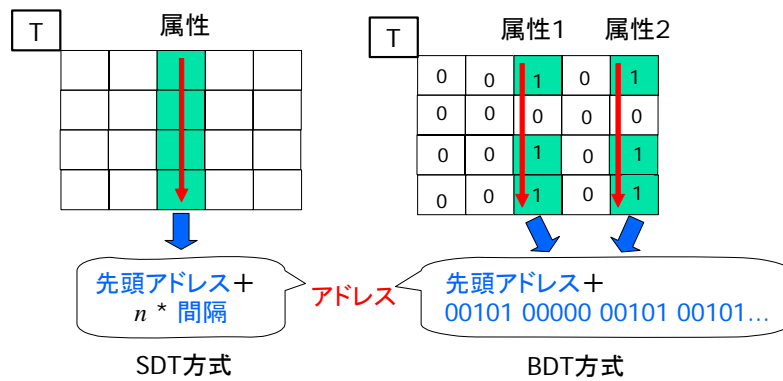 T
属性
先頭アドレス+
n * 間隔
SDT方式
アドレス
T
属性1 属性2
0 0 1 0 1
0 0 0 0 0
0 0 1 0 1
0 0 1 0 1
先頭アドレス+
00101 00000 00101 00101...
BDT方式